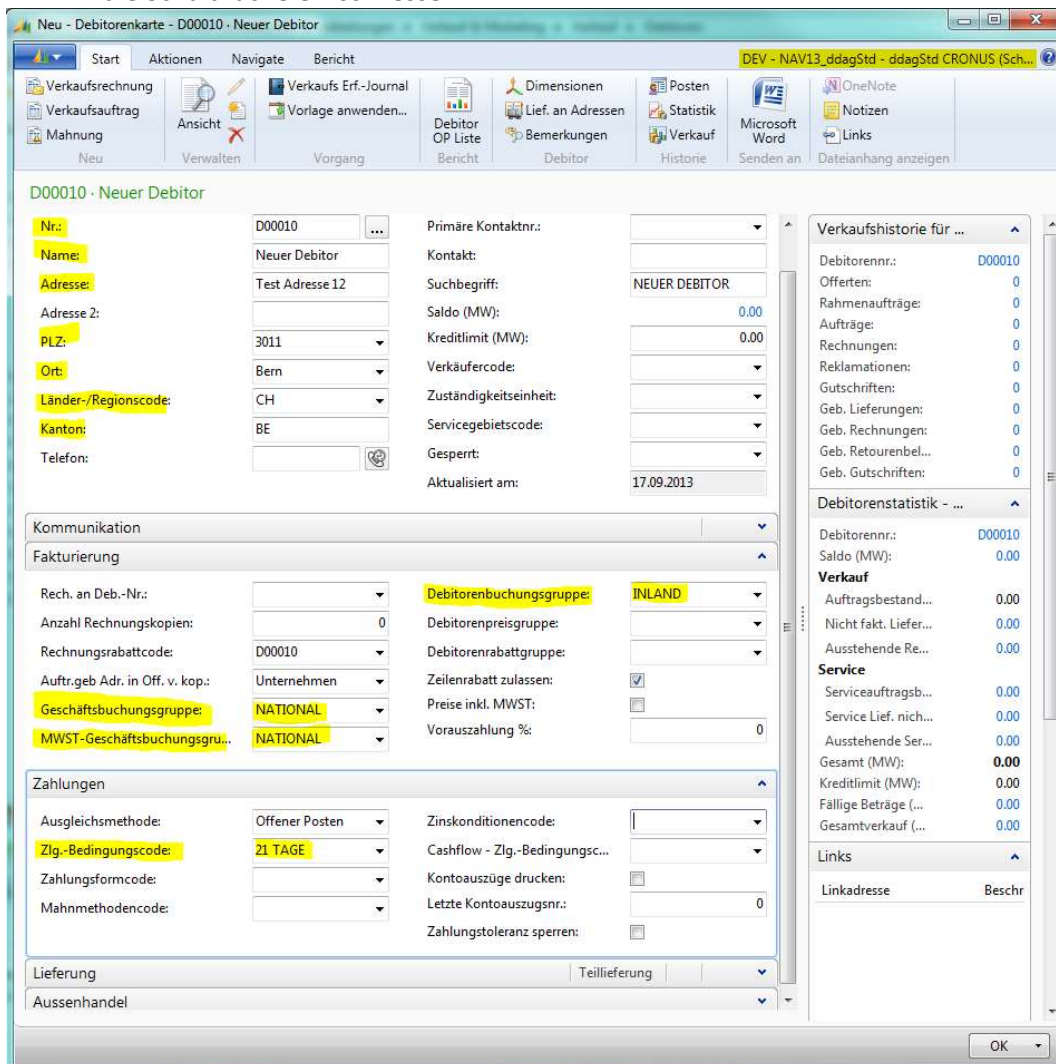 Neu - Debitorenkarte - D00010 · Neuer Debitor
Start Aktionen Navigate Bericht DEV - NAV13_ddagStd - ddagStd CRONUS (Sch...
Verkaufsrechnung
Verkaufsauftrag
Mahnung
Neu
Ansicht
Verwalten
Verkaufs Erf.-Journal
Vorlage anwenden...
Vorgang
Debitor
OP Liste
Bericht
Dimensionen
Lief. an Adressen
Bemerkungen
Debitor
Posten
Statistik
Verkauf
Historie
Microsoft
Word
Senden an
OneNote
Notizen
Links
Dateianhang anzeigen
D00010 · Neuer Debitor
Nr.: D00010 ...
Name: Neuer Debitor
Adresse: Test Adresse 12
Adresse 2:
PLZ: 3011
Ort: Bern
Länder-/Regionscode: CH
Kanton: BE
Telefon:
Primäre Kontaktnr.:
Kontakt:
Suchbegriff: NEUER DEBITOR
Saldo (MW): 0.00
Kreditlimit (MW): 0.00
Verkäufercode:
Zuständigkeitseinheit:
Servicegebietscode:
Gesperrt:
Aktualisiert am: 17.09.2013
Kommunikation
Fakturierung
Rech. an Deb.-Nr.:
Anzahl Rechnungskopien: 0
Rechnungsrabattcode: D00010
Auftr.geb Adr. in Off. v. kop.: Unternehmen
Geschäftsbuchungsgruppe: NATIONAL
MWST-Geschäftsbuchungsgru... NATIONAL
Debitorenbuchungsgruppe: INLAND
Debitorenpreisgruppe:
Debitorenrabattgruppe:
Zeilenrabatt zulassen:
Preise inkl. MWST:
Vorauszahlung %: 0
Zahlungen
Ausgleichsmethode: Offener Posten
Zlg.-Bedingungscode: 21 TAGE
Zahlungsformcode:
Mahnmethodencode:
Zinskonditionencode:
Cashflow - Zlg.-Bedingungsc...
Kontoauszüge drucken:
Letzte Kontoauszugsnr.: 0
Zahlungstoleranz sperren:
Lieferung Teillieferung
Aussenhandel
Verkaufshistorie für ...
Debitorennr.: D00010
Offerten: 0
Rahmenaufträge: 0
Aufträge: 0
Rechnungen: 0
Reklamationen: 0
Gutschriften: 0
Geb. Lieferungen: 0
Geb. Rechnungen: 0
Geb. Retourenbel... 0
Geb. Gutschriften: 0
Debitorenstatistik - ...
Debitorennr.: D00010
Saldo (MW): 0.00
Verkauf
Auftragsbestand... 0.00
Nicht fakt. Liefer... 0.00
Ausstehende Re... 0.00
Service
Serviceauftragsb... 0.00
Service Lief. nich... 0.00
Ausstehende Ser... 0.00
Gesamt (MW): 0.00
Kreditlimit (MW): 0.00
Fällige Beträge (... 0.00
Gesamtverkauf (... 0.00
Links
Linkadresse Beschr
OK